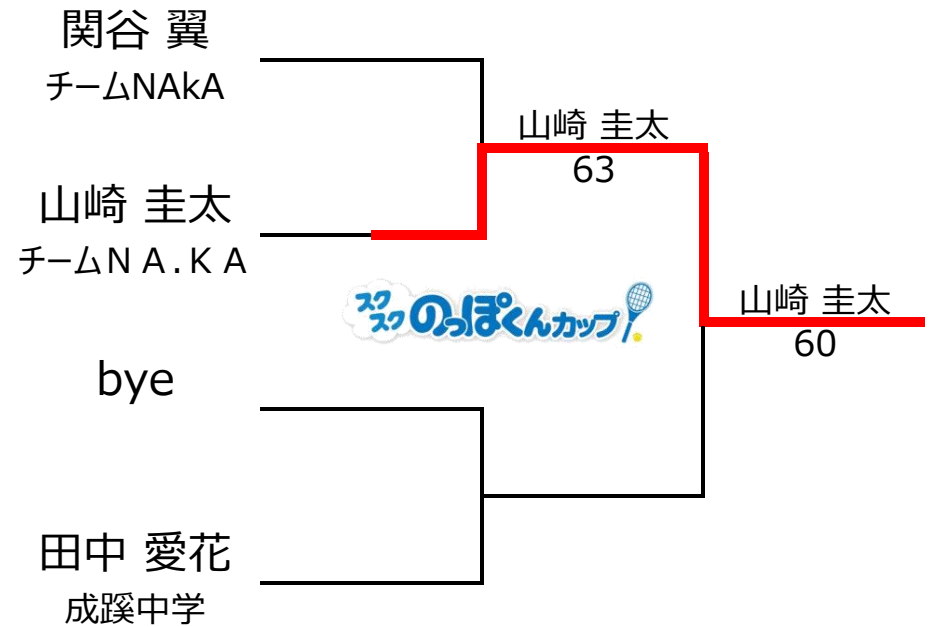 関谷 翼
チームNAkA
山崎 圭太
63
山崎 圭太
チームＮＡ.ＫＡ
スクスクのっぽくんカップ
山崎 圭太
60
bye
田中 愛花
成蹊中学